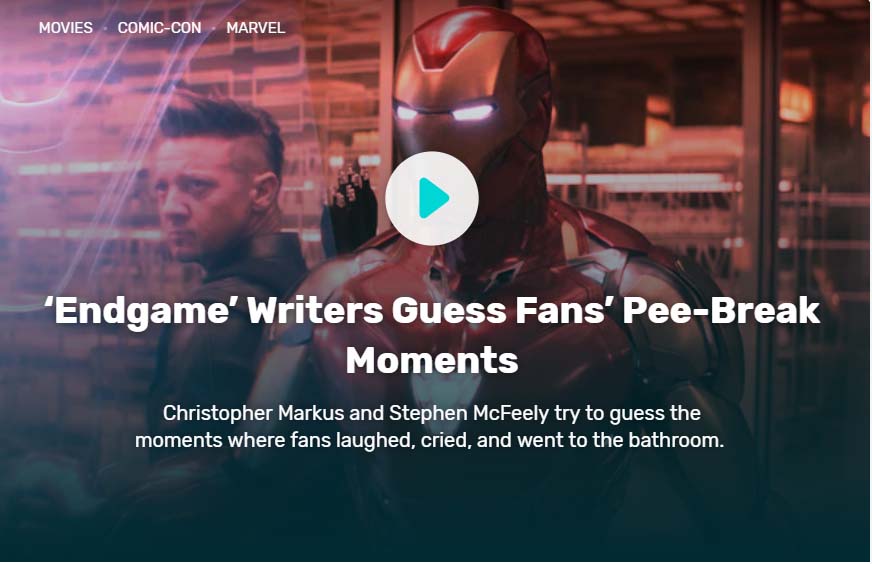 MOVIES • COMIC-CON • MARVEL
‘Endgame’ Writers Guess Fans’ Pee-Break
Moments
Christopher Markus and Stephen McFeely try to guess the
moments where fans laughed, cried, and went to the bathroom.